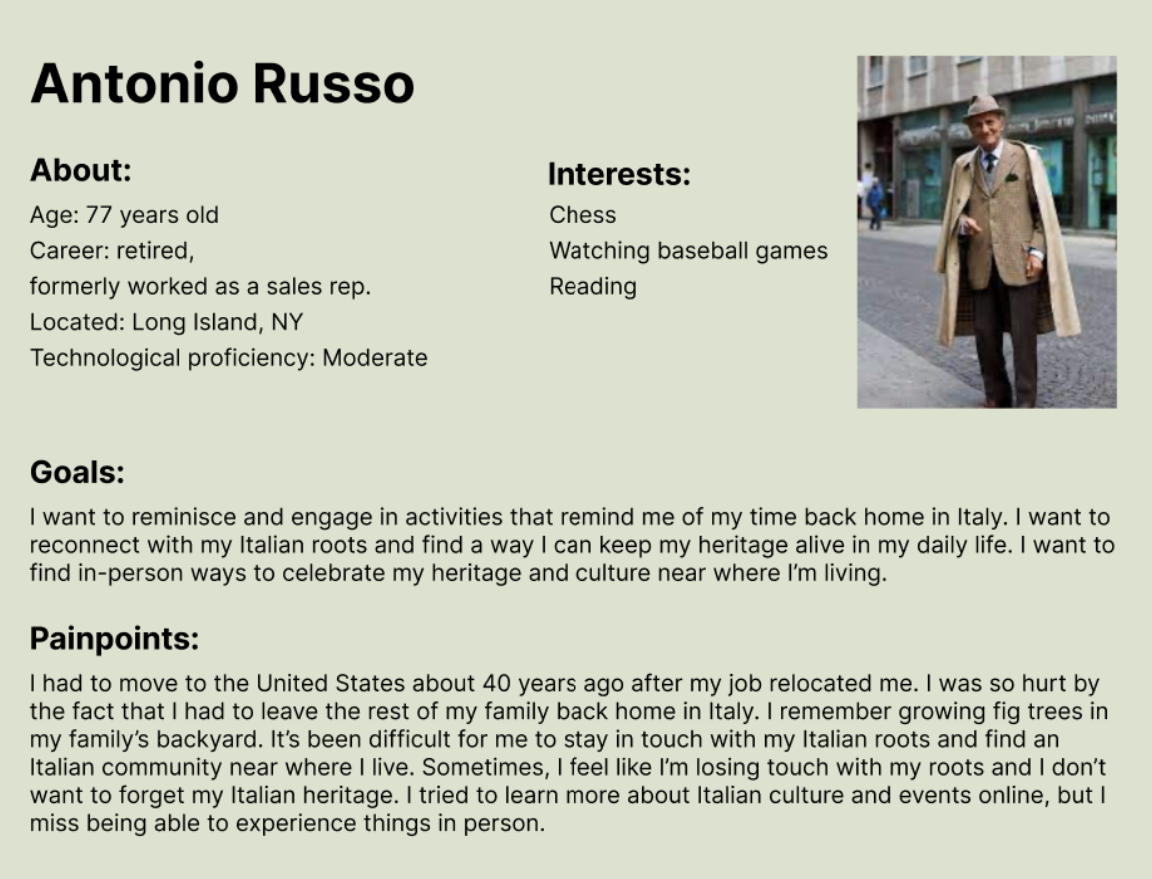 Antonio Russo
About:
Age: 77 years old
Career: retired,
formerly worked as a sales rep.
Located: Long Island, NY
Technological proficiency: Moderate
Interests:
Chess
Watching baseball games
Reading
Goals:
I want to reminisce and engage in activities that remind me of my time back home in Italy. I want to
reconnect with my Italian roots and find a way I can keep my heritage alive in my daily life. I want to
find in-person ways to celebrate my heritage and culture near where I’m living.
Painpoints:
I had to move to the United States about 40 years ago after my job relocated me. I was so hurt by
the fact that I had to leave the rest of my family back home in Italy. I remember growing fig trees in
my family’s backyard. It’s been difficult for me to stay in touch with my Italian roots and find an
Italian community near where I live. Sometimes, I feel like I’m losing touch with my roots and I don’t
want to forget my Italian heritage. I tried to learn more about Italian culture and events online, but I
miss being able to experience things in person.